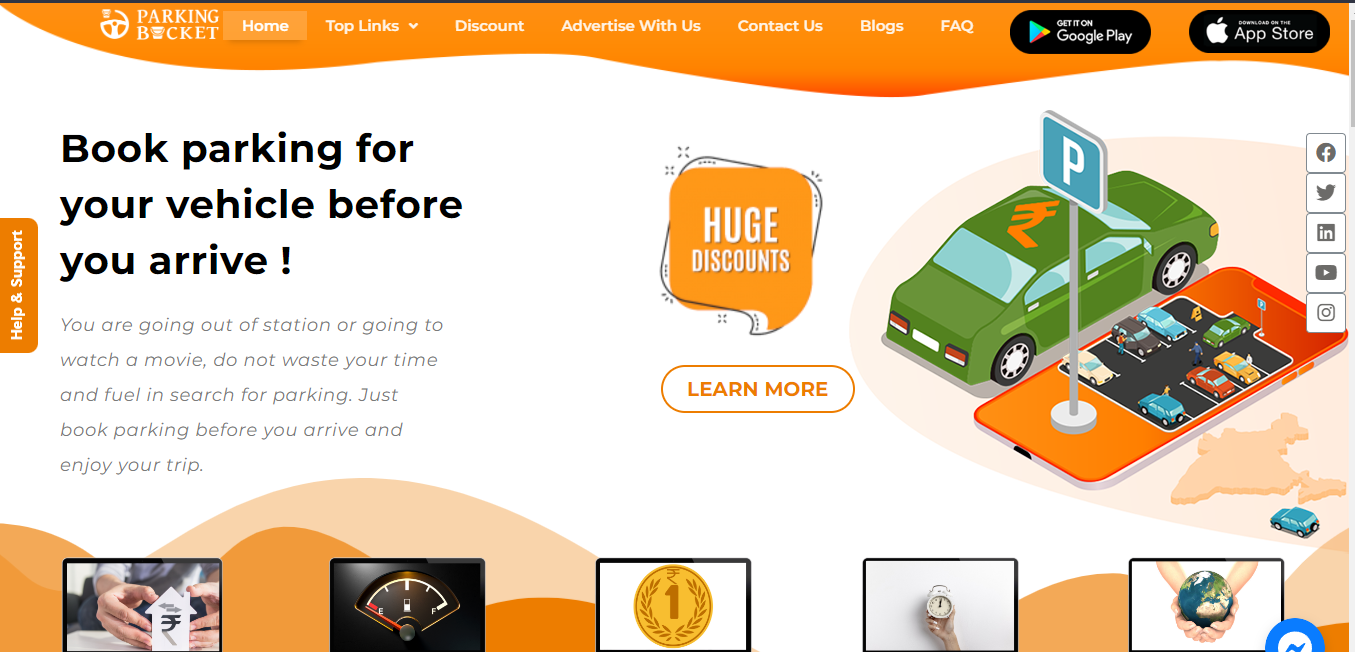 PARKING
BUCKET
Home
Top Links
Discount
Advertise With Us
Contact Us
Blogs
FAQ
GET IT ON
Google Play
Download on the
App Store
Book parking for
your vehicle before
you arrive !
You are going out of station or going to
watch a movie, do not waste your time
and fuel in search for parking. Just
book parking before you arrive and
enjoy your trip.
Help & Support
HUGE
DISCOUNTS
LEARN MORE
P
₹
₹
E
F
₹
1